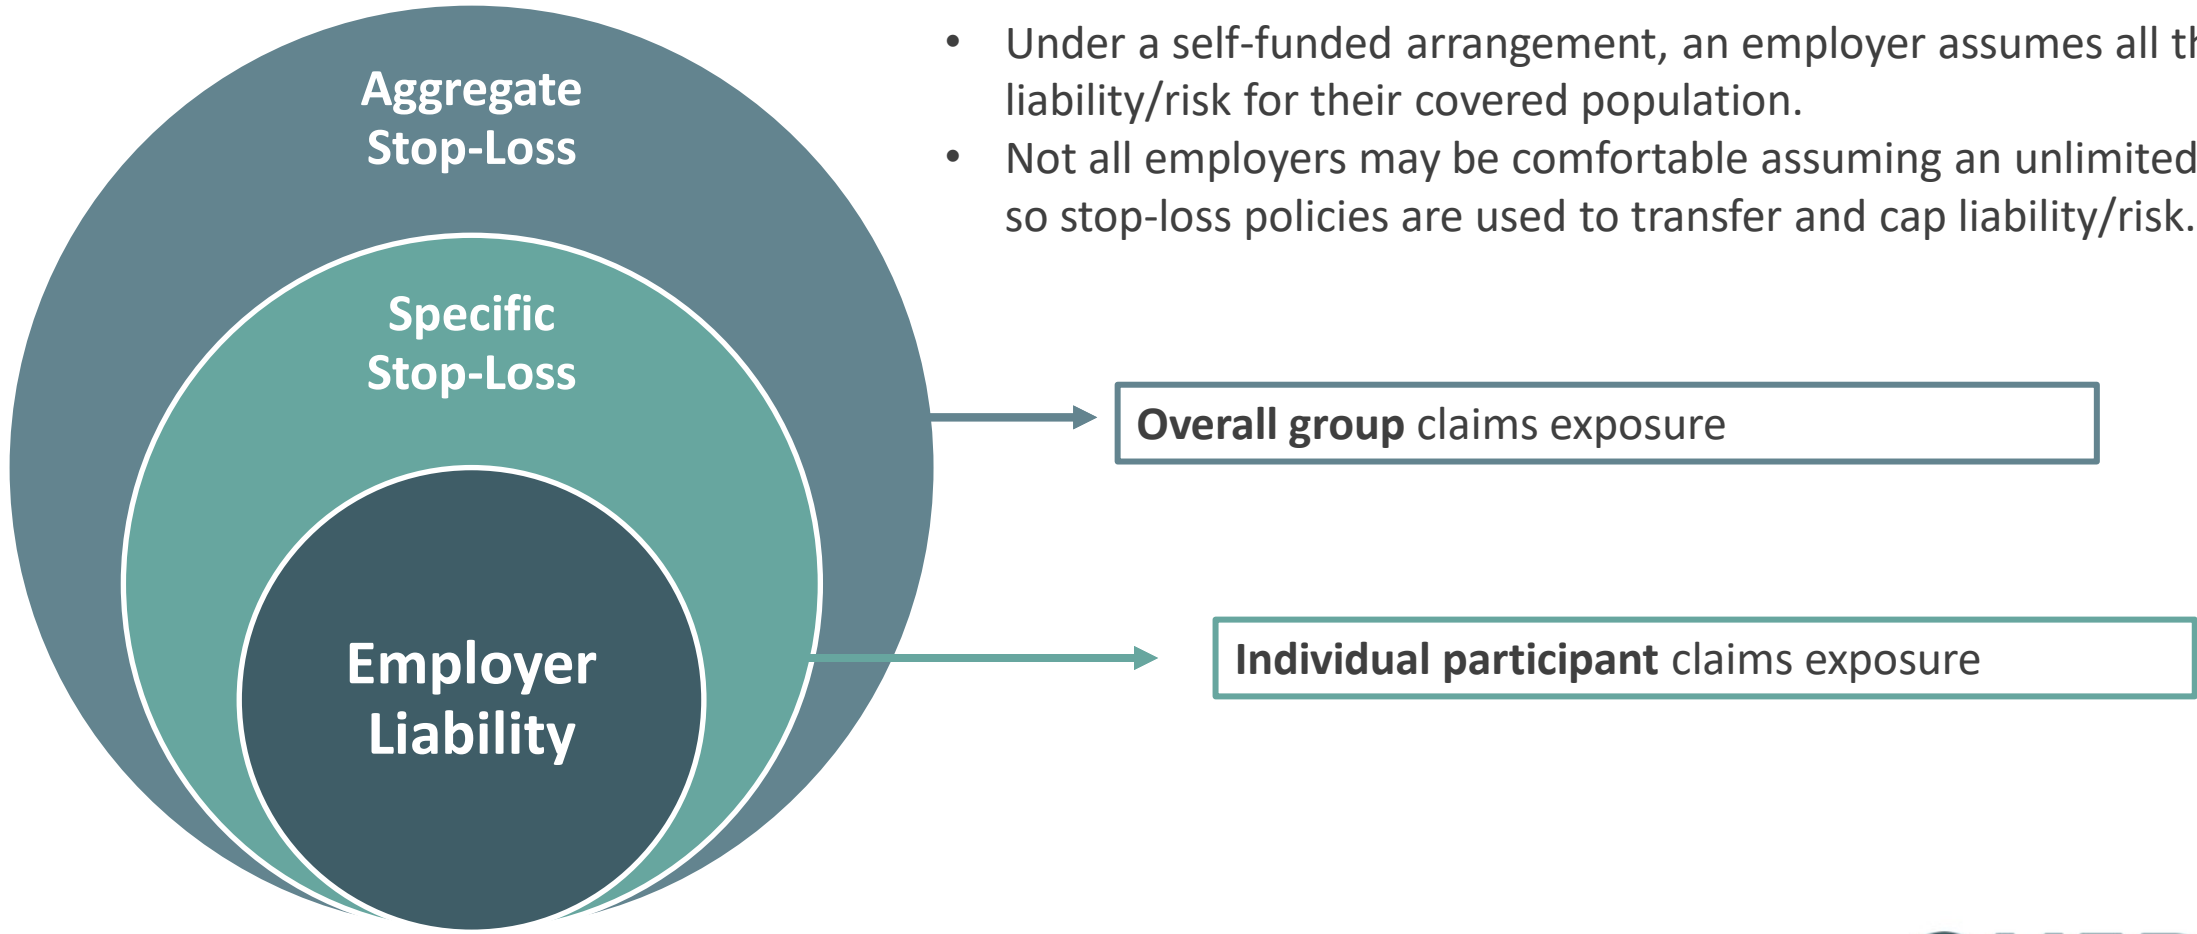 Aggregate
Stop-Loss
Specific
Stop-Loss
Employer
Liability
• Under a self-funded arrangement, an employer assumes all
liability/risk for their covered population.
• Not all employers may be comfortable assuming an unlimited
so stop-loss policies are used to transfer and cap liability/risk.
Overall group claims exposure
Individual participant claims exposure